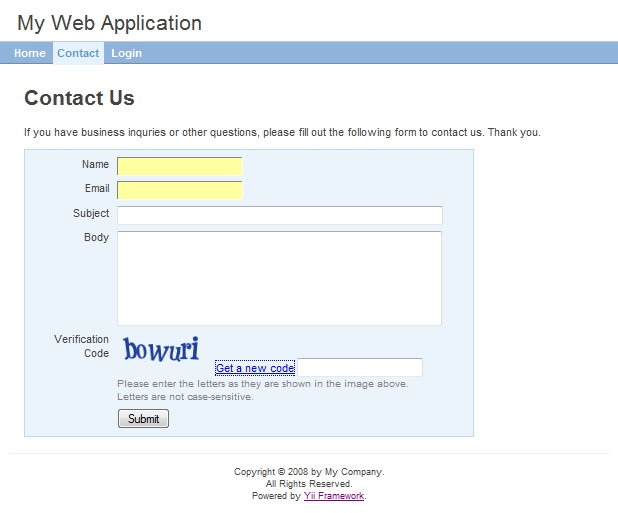 My Web Application
Home Contact Login
Contact Us
If you have business inquries or other questions, please fill out the following form to contact us. Thank you.
Name
Email
Subject
Body
Verification
Code
bowuri
Get a new code
Please enter the letters as they are shown in the image above.
Letters are not case-sensitive.
Submit
Copyright © 2008 by My Company.
All Rights Reserved.
Powered by Yii Framework.